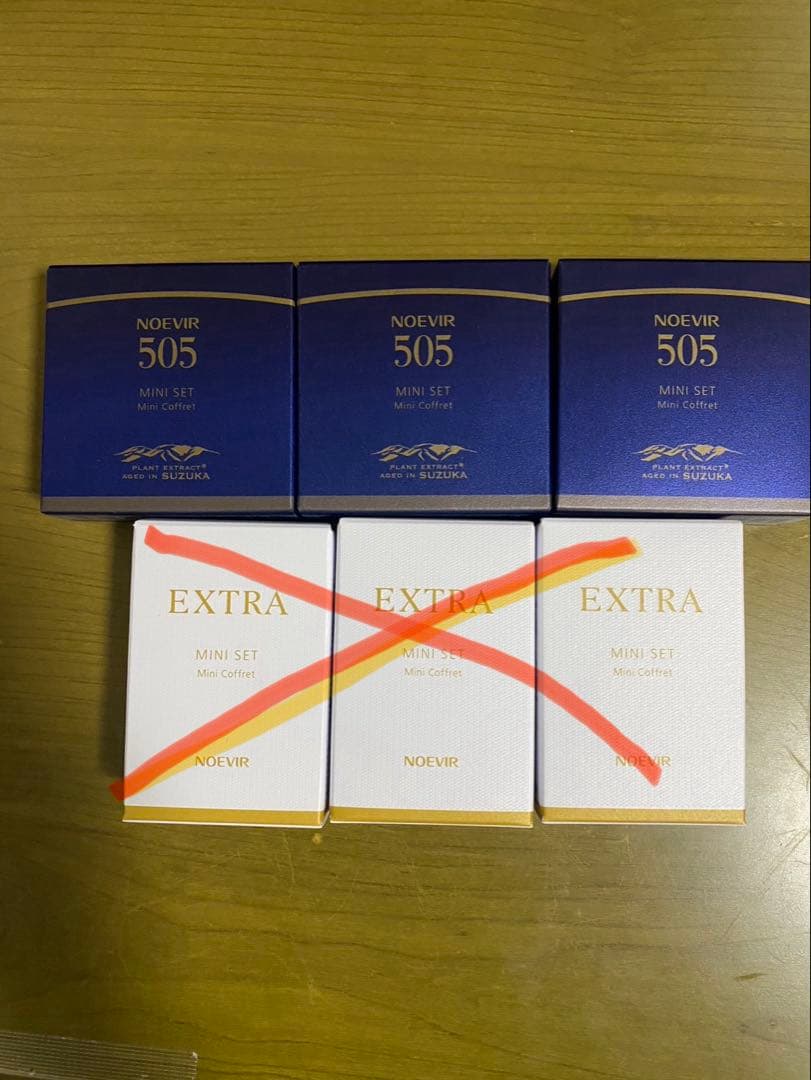 NOEVIR
505
MINI SET
Mini Coffret
PLANT EXTRACT®
AGED IN SUZUKA
NOEVIR
505
MINI SET
Mini Coffret
PLANT EXTRACT®
AGED IN SUZUKA
NOEVIR
505
MINI SET
Mini Coffret
PLANT EXTRACT®
AGED IN SUZUKA
EXTRA
MINI SET
Mini Coffret
NOEVIR
EXTRA
MINI SET
Mini Coffret
NOEVIR
EXTRA
MINI SET
Mini Coffret
NOEVIR